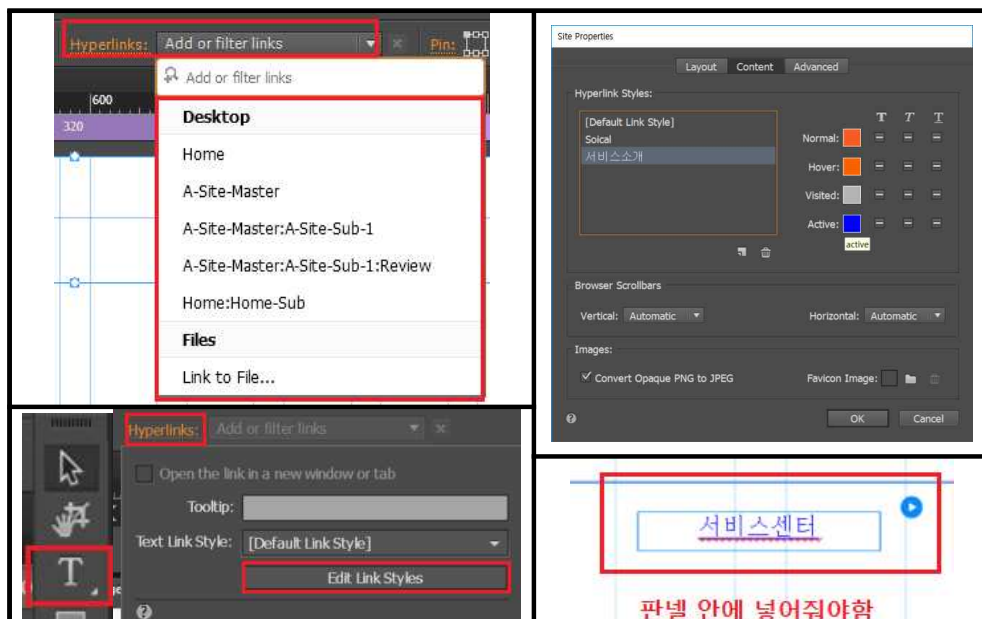 Hyperlinks: Add or filter links Pin:
Add or filter links
600
320
Desktop
Home
A-Site-Master
A-Site-Master:A-Site-Sub-1
A-Site-Master:A-Site-Sub-1:Review
Home:Home-Sub
Files
Link to File...
Site Properties
Layout Content Advanced
Hyperlink Styles:
[Default Link Style]
Soical
서비스소개
T T T
Normal:
Hover:
Visited:
Active:
active
Browser Scrollbars
Vertical: Automatic Horizontal: Automatic
Images:
Convert Opaque PNG to JPEG Favicon Image:
OK Cancel
Hyperlinks: Add or filter links
Open the link in a new window or tab
Tooltip:
Text Link Style: [Default Link Style]
Edit Link Styles
T
서비스센터
판넬 안에 넣어줘야함